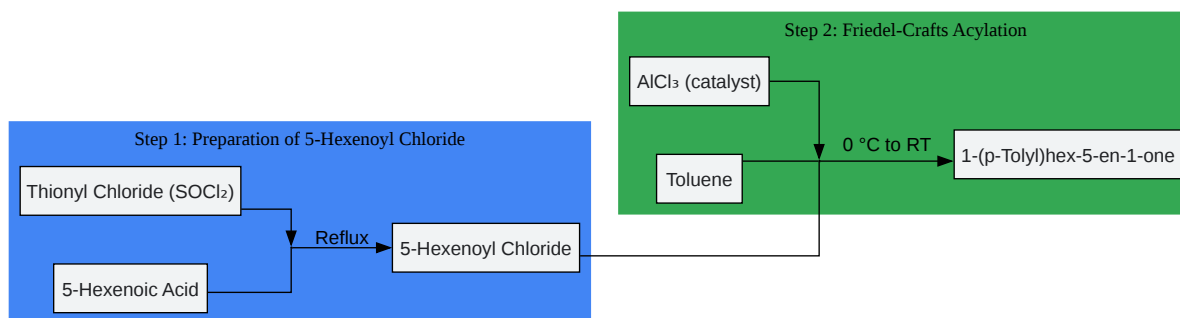 Step 2: Friedel-Crafts Acylation
AlCl₃ (catalyst)
0 °C to RT
Toluene
1-(p-Tolyl)hex-5-en-1-one
Step 1: Preparation of 5-Hexenoyl Chloride
Thionyl Chloride (SOCl₂)
Reflux
5-Hexenoyl Chloride
5-Hexenoic Acid